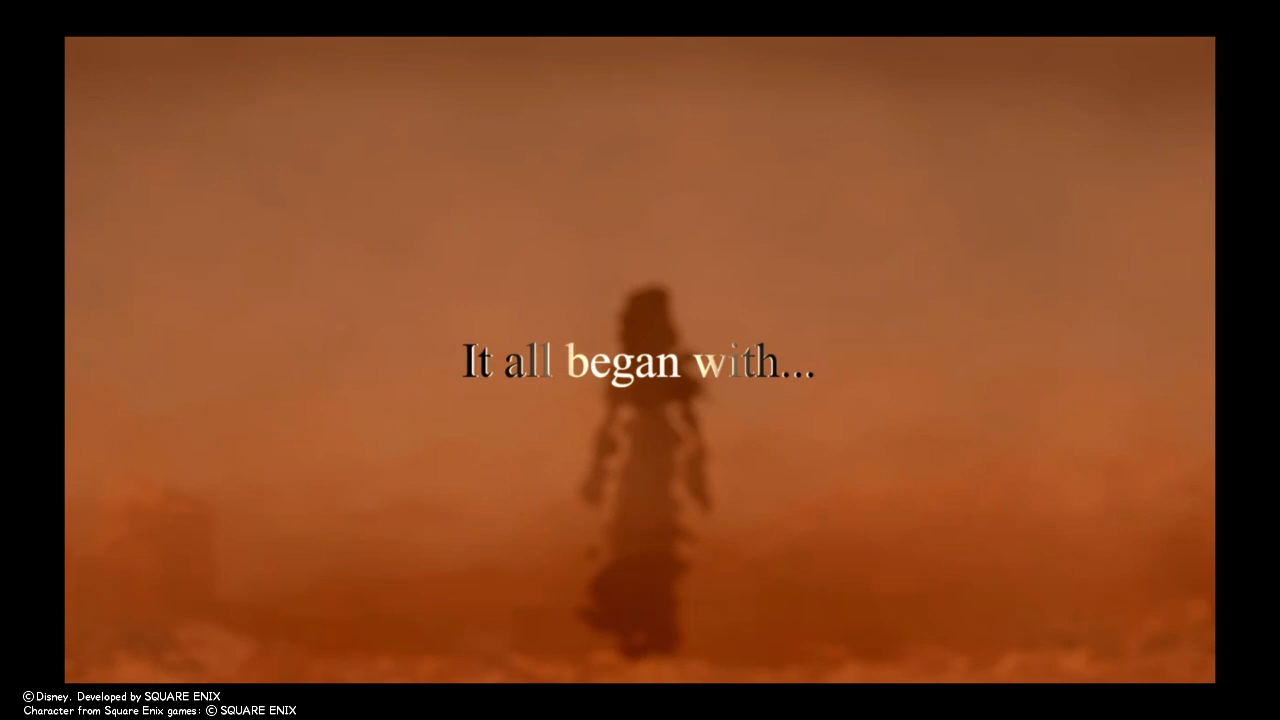 It all began with...
©Disney. Developed by SQUARE ENIX
Character from Square Enix games: © SQUARE ENIX